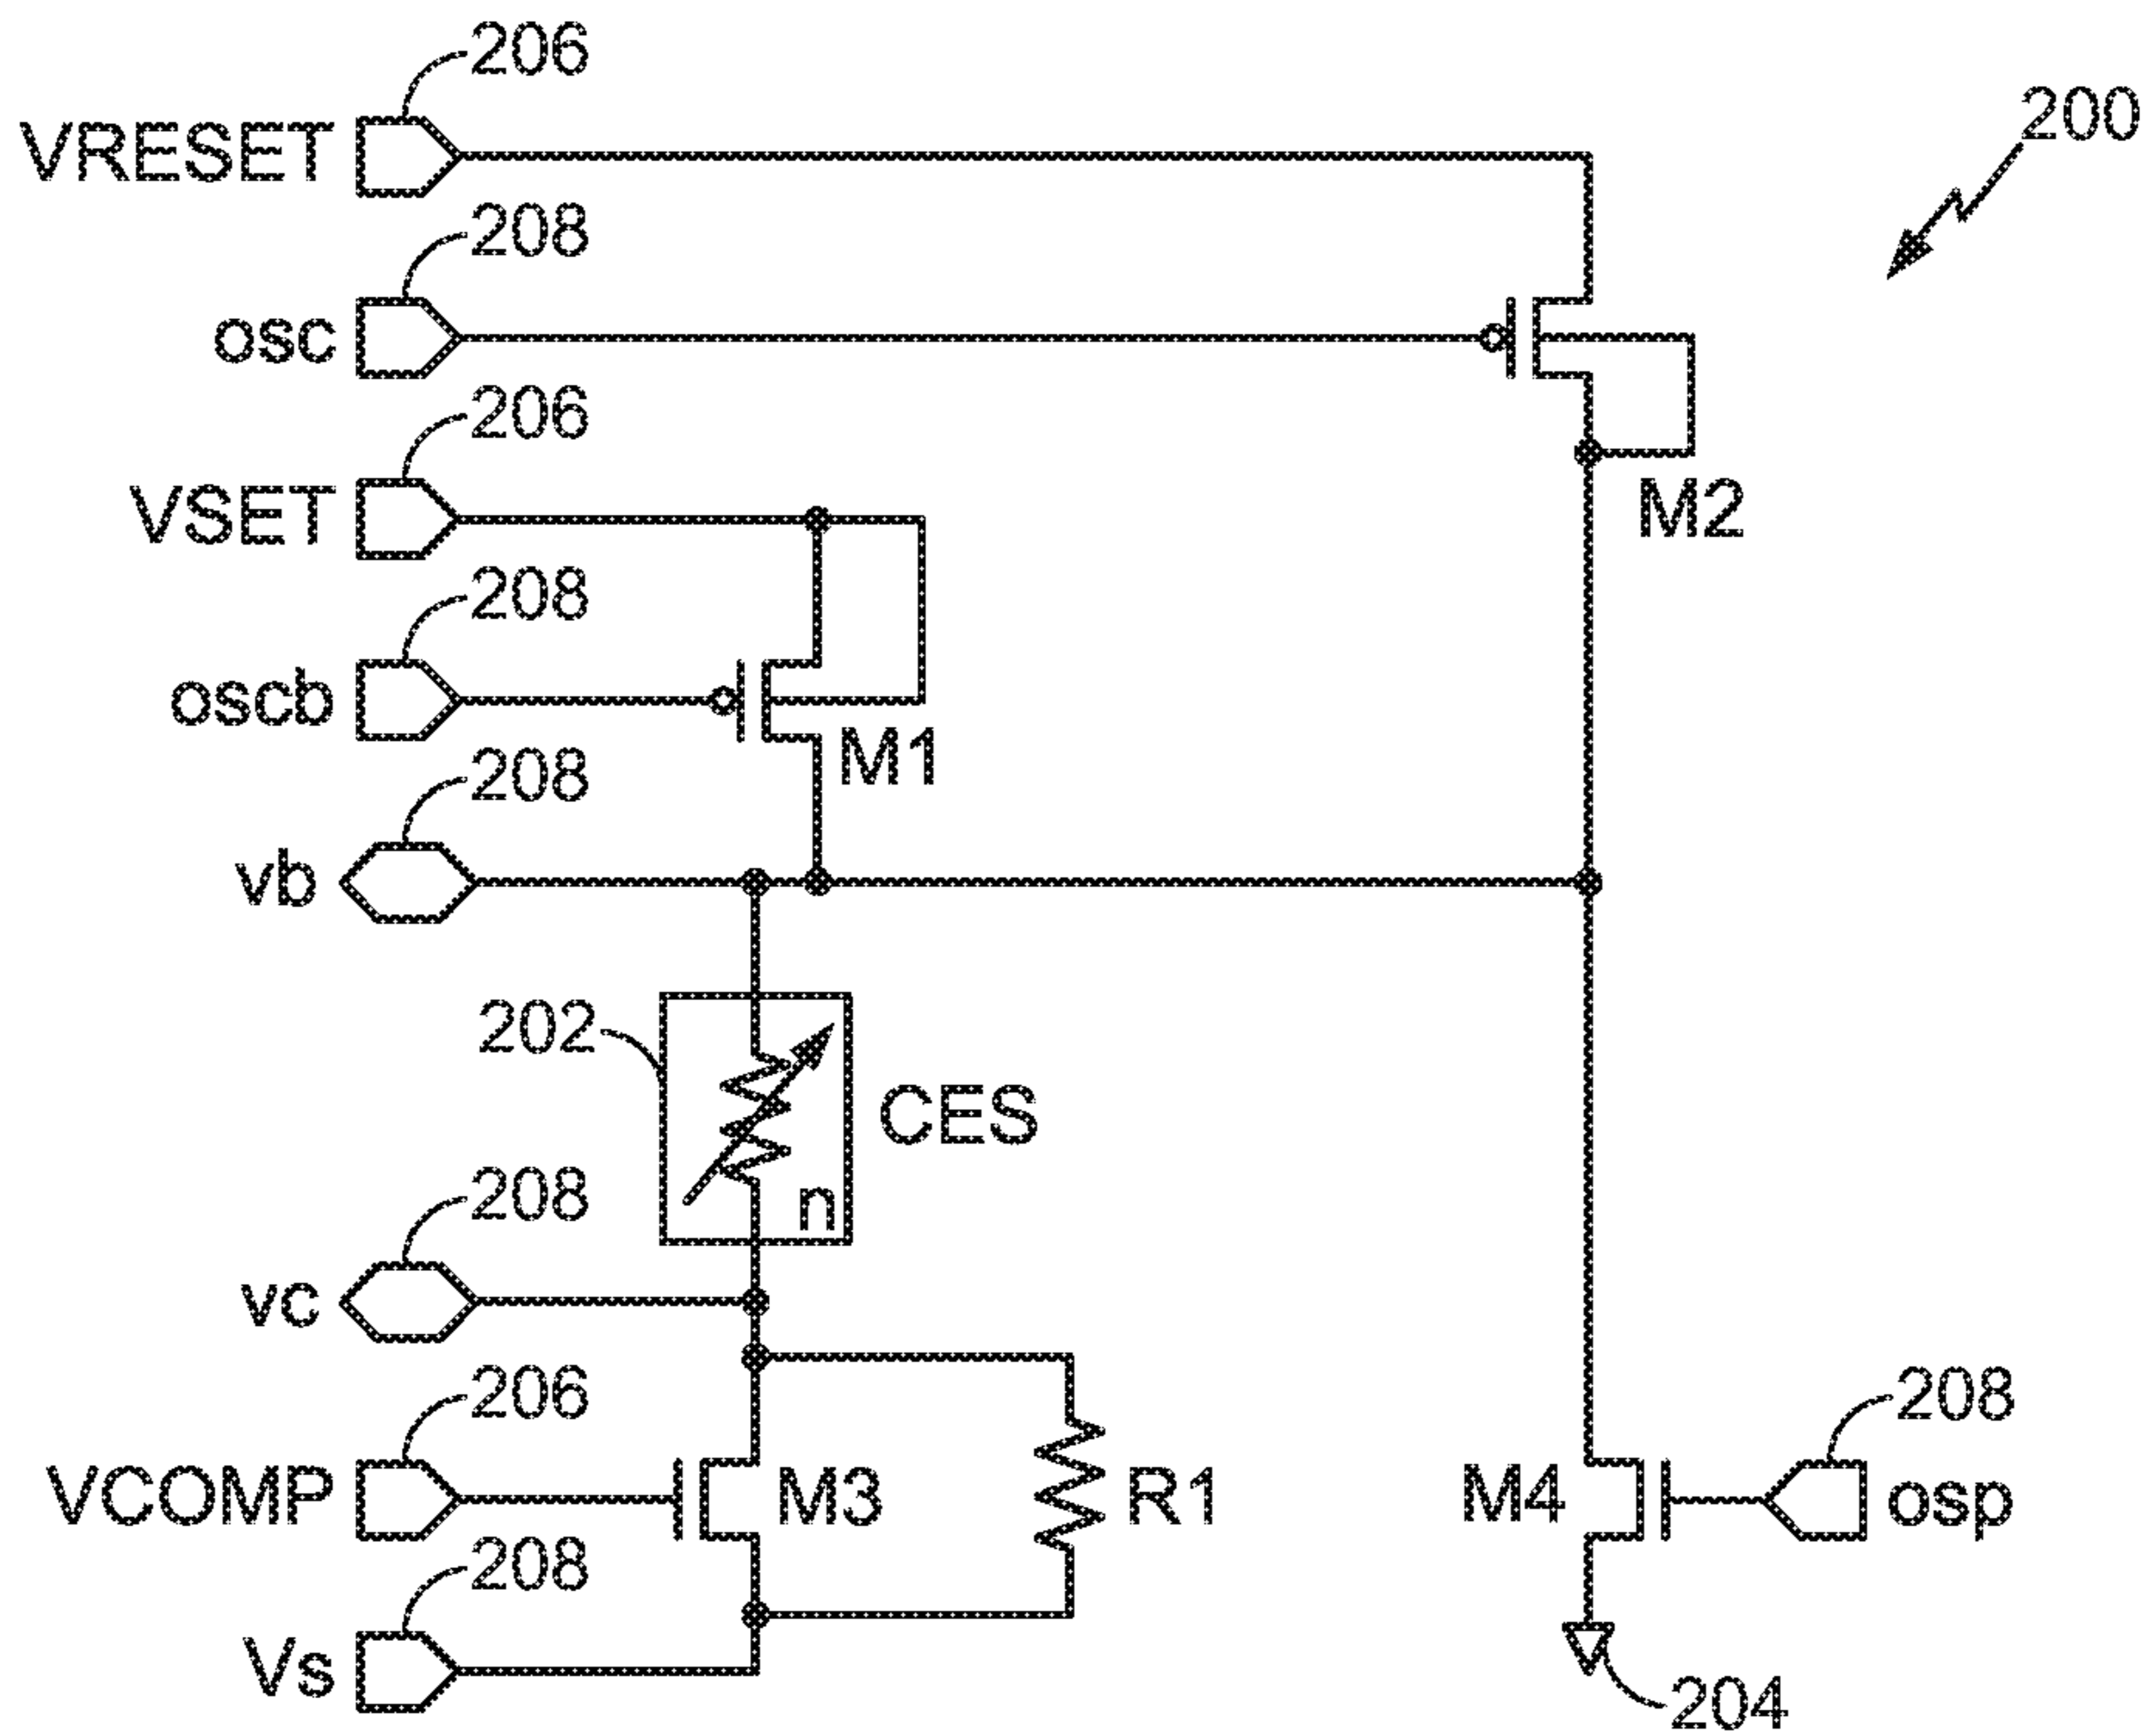 206
VRESET
200
208
osc
206
VSET
M2
208
oscb
M1
208
vb
202
CES
n
208
vc
206
208
VCOMP
M3
R1
M4
osp
208
Vs
204